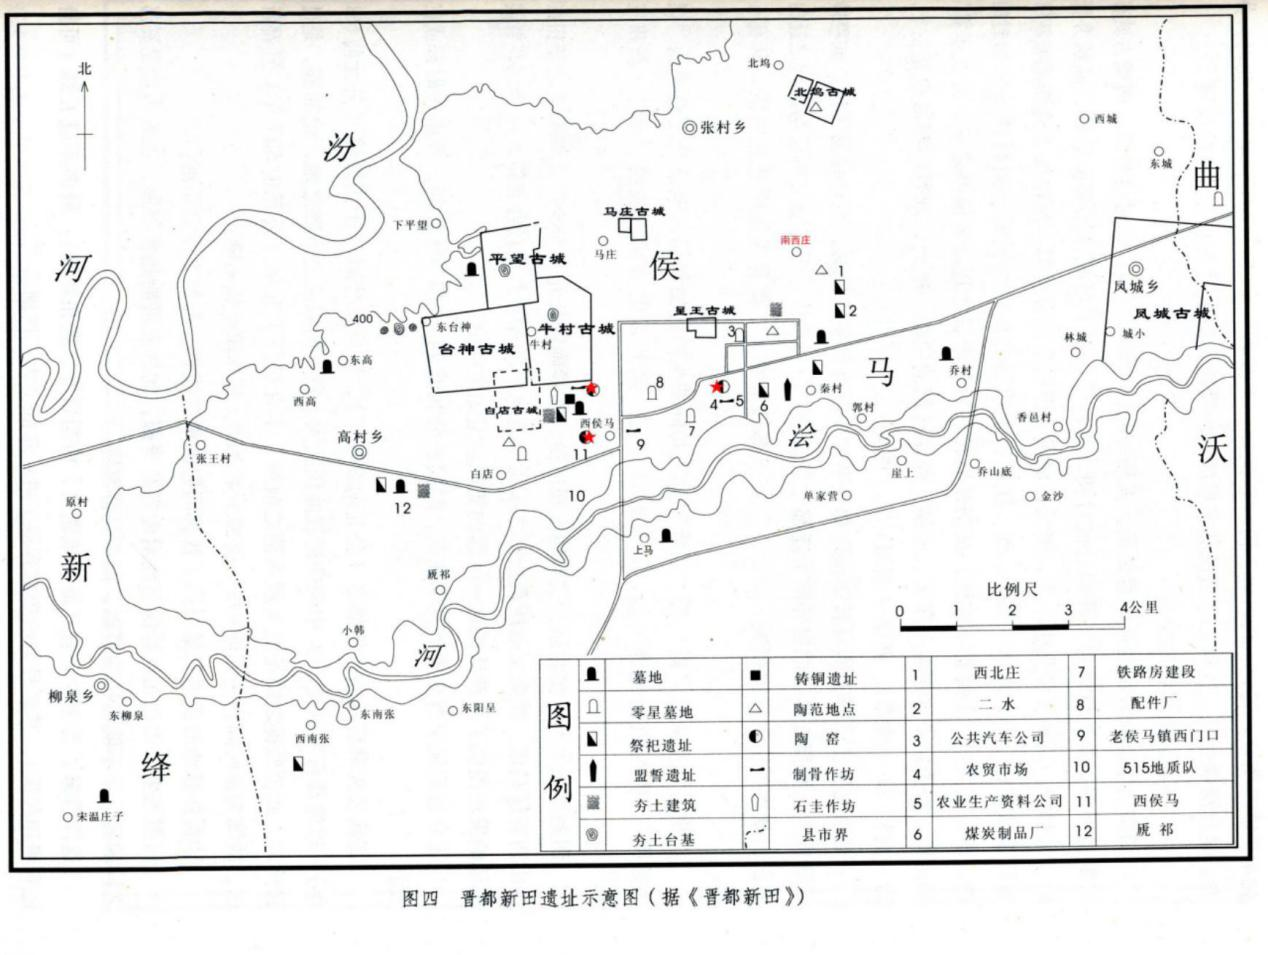 北
北坞
北坞古城
张村乡
西城
东城
曲
汾
下平望
马庄古城
马庄
侯
南西庄
平望古城
河
1
2
凤城乡
凤城古城
城小
林城
400
东台神
台神古城
牛村古城
牛村
呈王古城
3
马
乔村
东高
西高
白店古城
8
4
5
6
7
秦村
郭村
香邑村
浍
沃
高村乡
张王村
西侯马
9
11
白店
10
崖上
乔山底
金沙
单家营
12
原村
上马
新
比例尺
0 1 2 3 4公里
小韩
河
柳泉乡
东柳泉
东南张
东阳呈
西南张
绛
宋温庄子
图例
墓地 铸铜遗址 1 西北庄 7 铁路房建段
零星墓地 陶范地点 2 二水 8 配件厂
祭祀遗址 陶窑 3 公共汽车公司 9 老侯马镇西门口
盟誓遗址 制骨作坊 4 农贸市场 10 515地质队
夯土建筑 石圭作坊 5 农业生产资料公司 11 西侯马
夯土台基 县市界 6 煤炭制品厂 12
图四 晋都新田遗址示意图(据《晋都新田》)